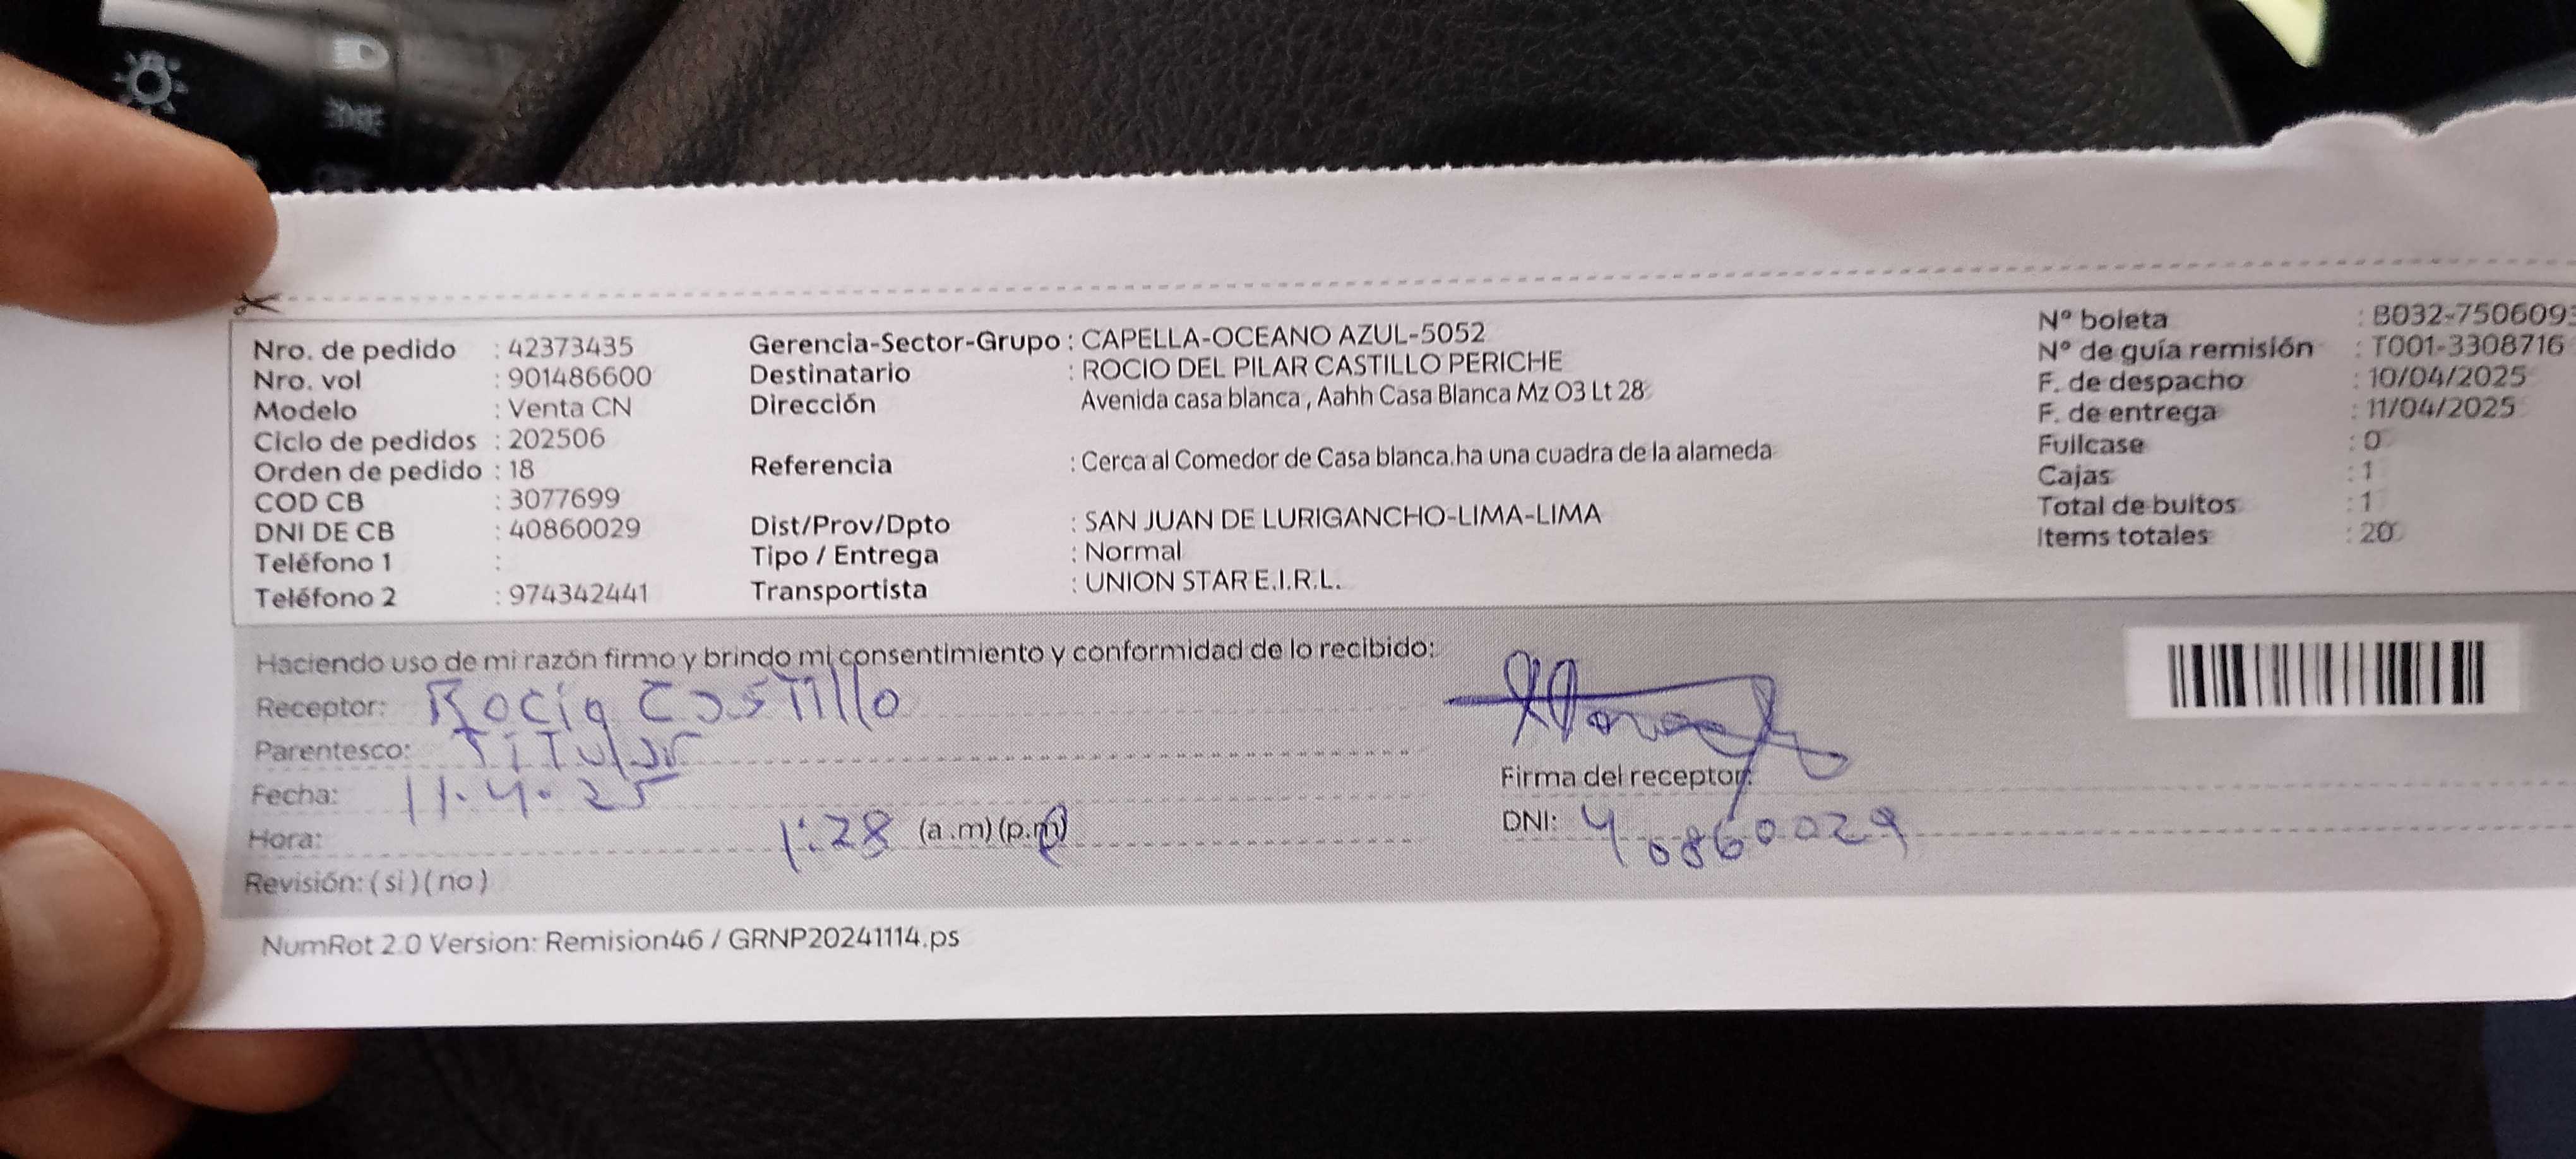 Nro. de pedido : 42373435
Nro. vol : 901486600
Modelo : Venta CN
Ciclo de pedidos : 202506
Orden de pedido : 18
COD CB : 3077699
DNI DE CB : 40860029
Teléfono 1 :
Teléfono 2 : 974342441
Gerencia-Sector-Grupo : CAPELLA-OCEANO AZUL-5052
Destinatario : ROCIO DEL PILAR CASTILLO PERICHE
Dirección Avenida casa blanca , Aahh Casa Blanca Mz O3 Lt 28
Referencia : Cerca al Comedor de Casa blanca.ha una cuadra de la alameda
Dist/Prov/Dpto : SAN JUAN DE LURIGANCHO-LIMA-LIMA
Tipo / Entrega : Normal
Transportista : UNION STAR E.I.R.L.
Nº boleta : B032-7506093
Nº de guía remisión : T001-3308716
F. de despacho : 10/04/2025
F. de entrega : 11/04/2025
Fullcase : 0
Cajas : 1
Total de bultos : 1
Items totales : 20
Haciendo uso de mi razón firmo y brindo mi consentimiento y conformidad de lo recibido:
Receptor: Rocio Castillo
Parentesco: Titular
Fecha: 11.4.25
Hora: 1:28 (a.m) (p.m)
Revisión: ( si ) ( no )
Firma del receptor:
DNI: 40860029
NumRot 2.0 Version: Remision46 / GRNP20241114.ps